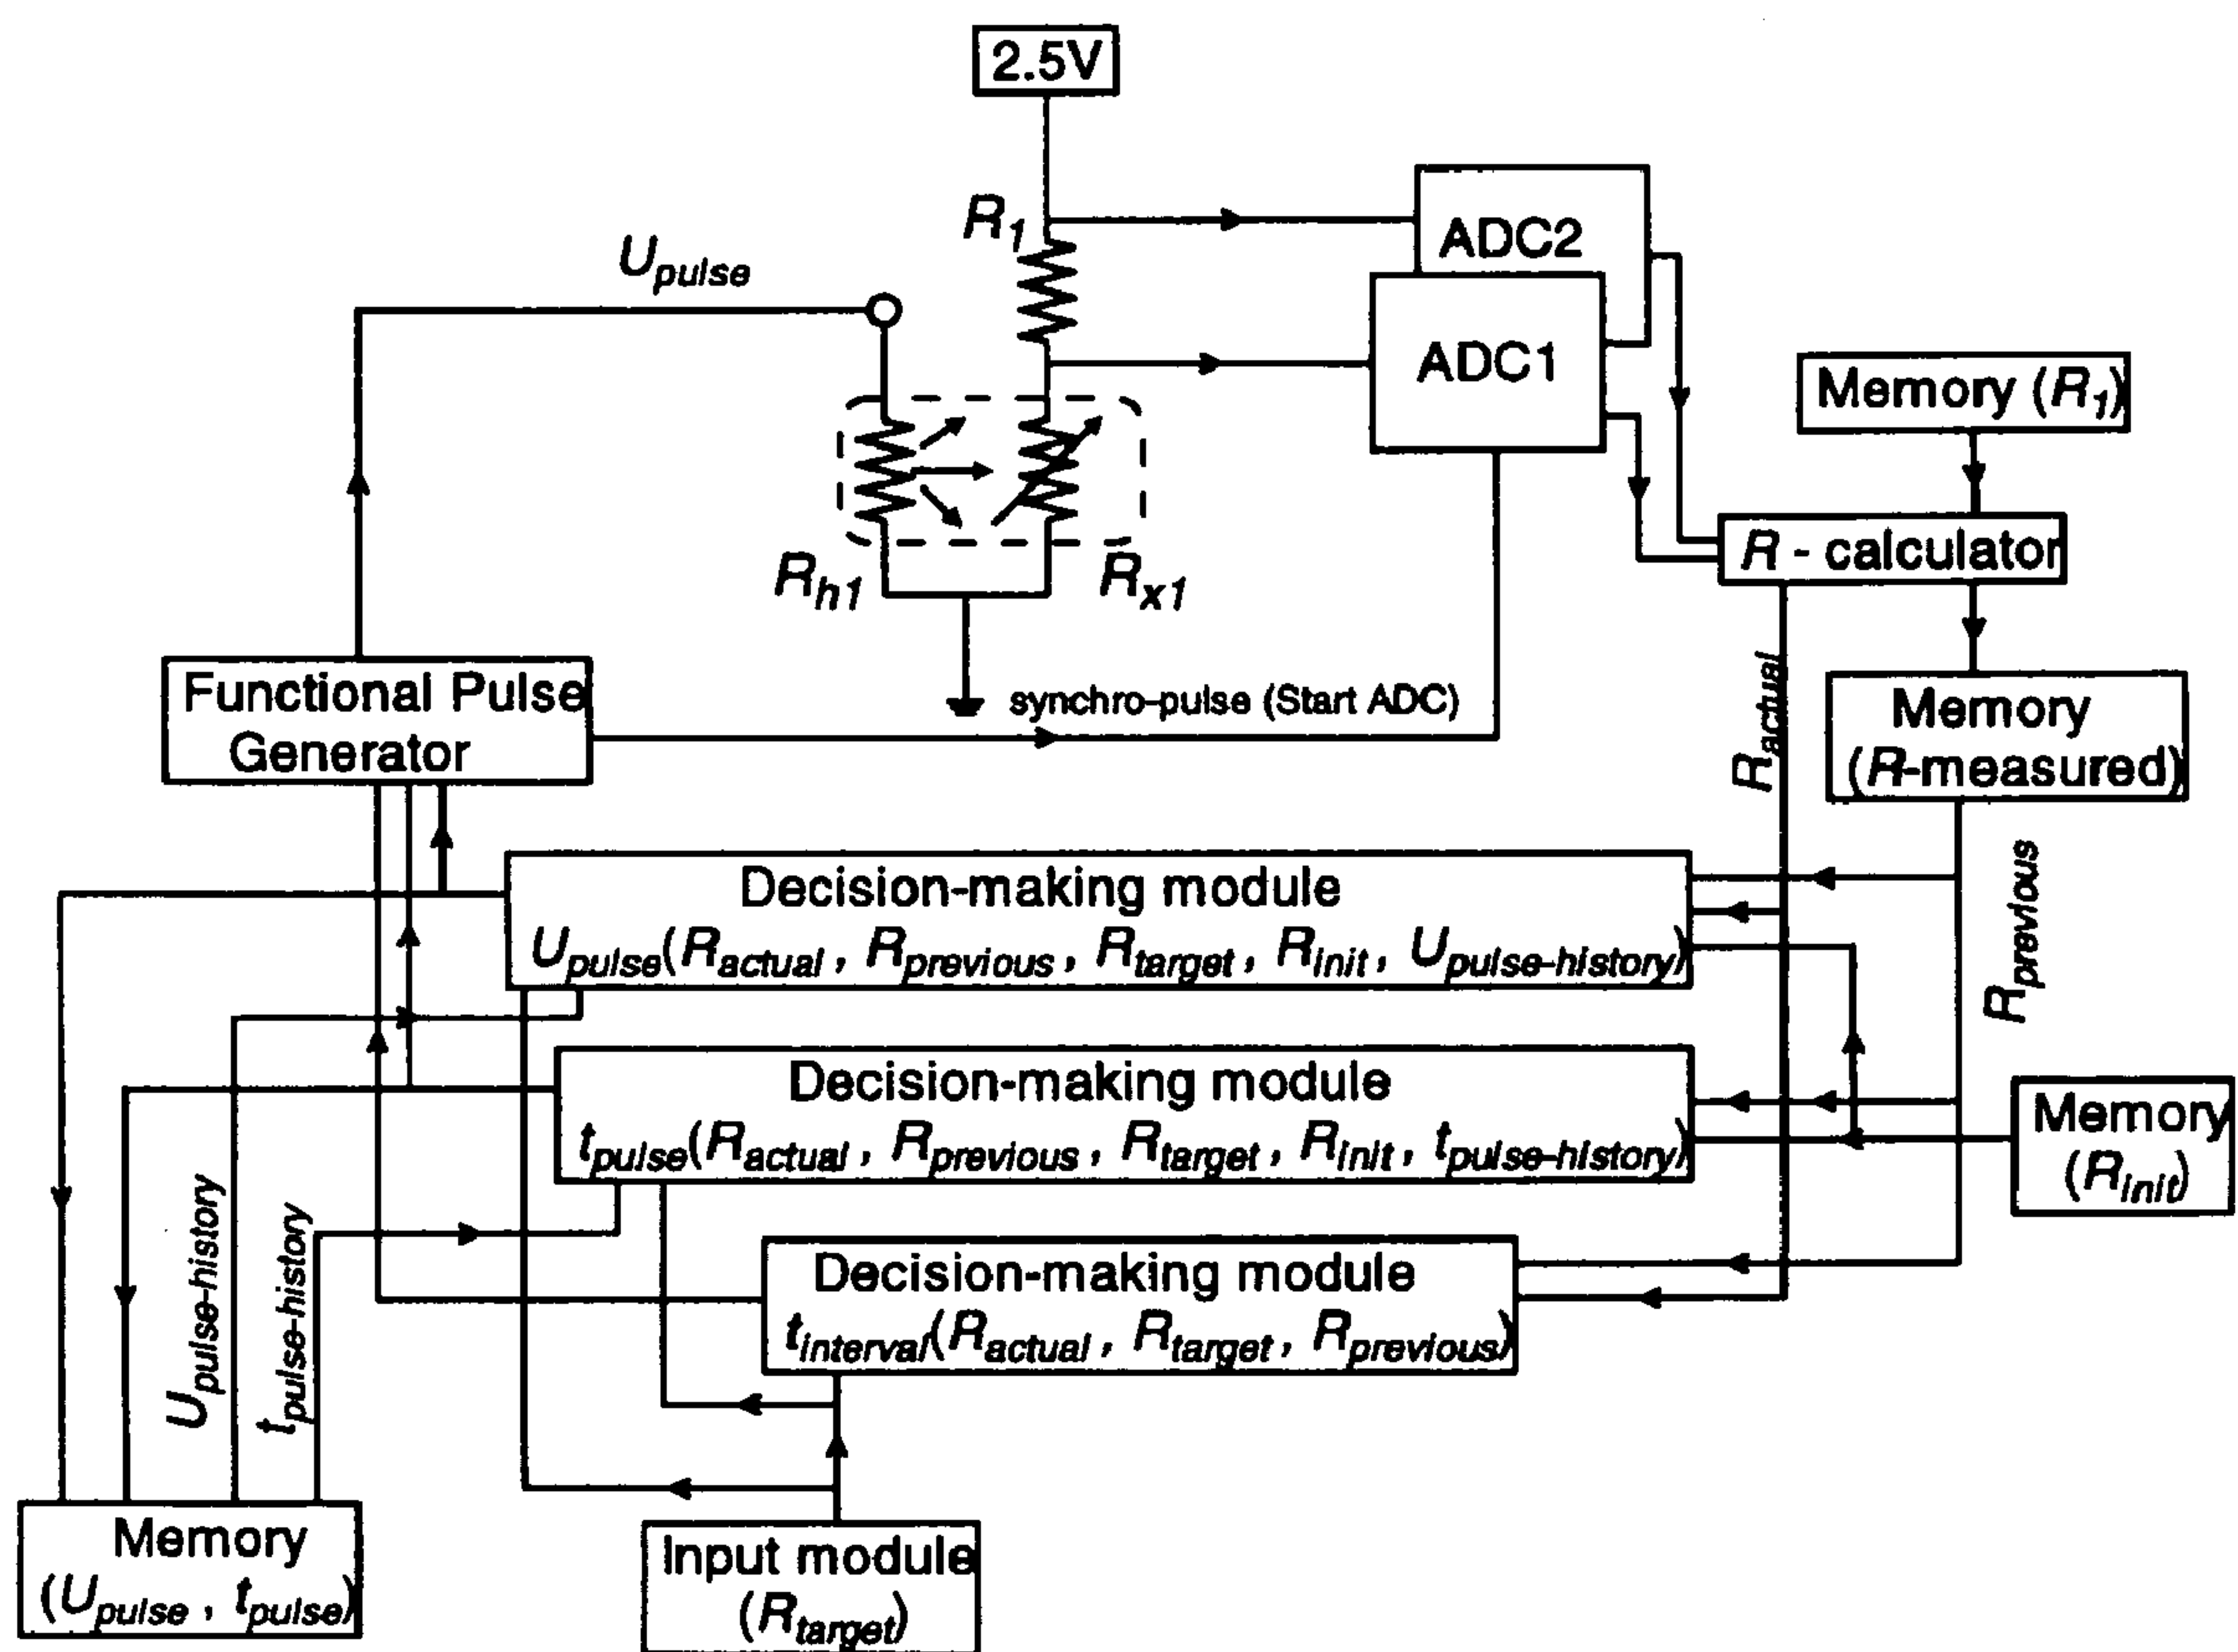 2.5V
R1
ADC2
Upulse
ADC1
Memory (R1)
R - calculator
Rh1
Rx1
Functional Pulse
Generator
synchro-pulse (Start ADC)
Ractual
Memory
(R-measured)
Rprevious
Decision-making module
Upulse(Ractual, Rprevious, Rtarget, Rinit, Upulse-history)
Decision-making module
tpulse(Ractual, Rprevious, Rtarget, Rinit, tpulse-history)
Memory
(Rinit)
Upulse-history
tpulse-history
Decision-making module
tinterval(Ractual, Rtarget, Rprevious)
Memory
(Upulse, tpulse)
Input module
(Rtarget)